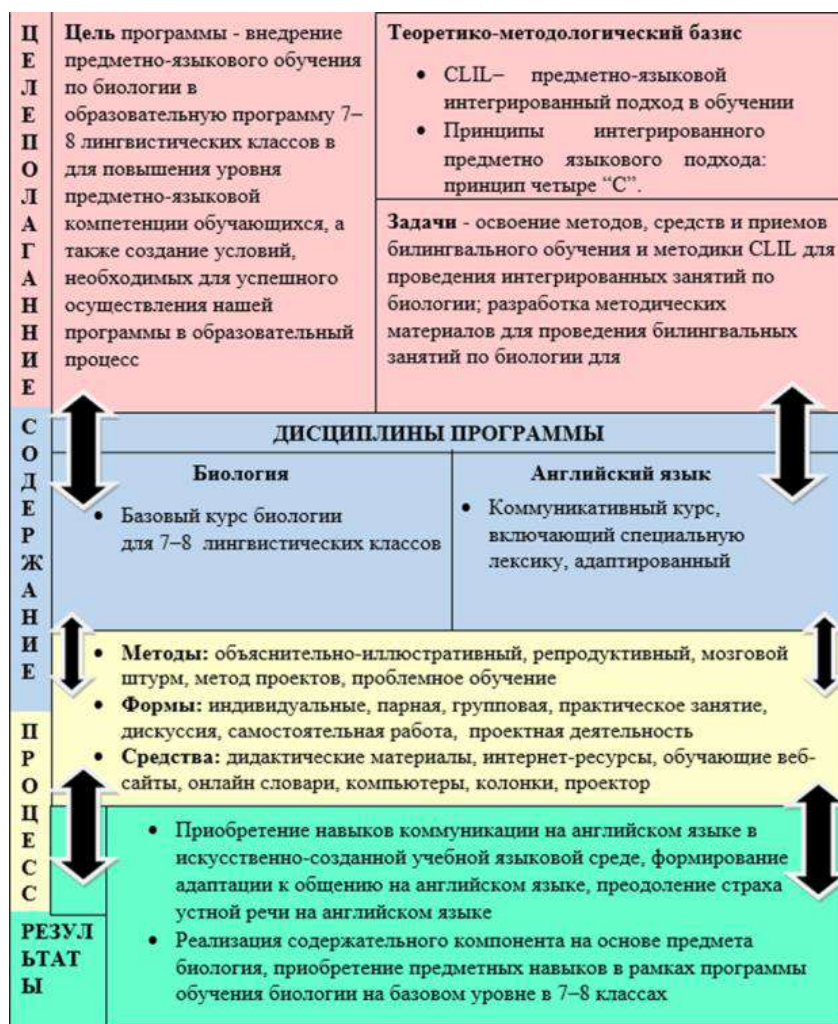 ЦЕЛЕПОЛАГАННИЕ
Цель программы - внедрение
предметно-языкового обучения
по биологии в
образовательную программу 7–
8 лингвистических классов в
для повышения уровня
предметно-языковой
компетенции обучающихся, а
также создание условий,
необходимых для успешного
осуществления нашей
программы в образовательный
процесс
Теоретико-методологический базис
• CLIL– предметно-языковой
интегрированный подход в обучении
• Принципы интегрированного
предметно языкового подхода:
принцип четыре “С”.
Задачи - освоение методов, средств и приемов
билингвального обучения и методики CLIL для
проведения интегрированных занятий по
биологии; разработка методических
материалов для проведения билингвальных
занятий по биологии для
СОДЕРЖАНИЕ
ДИСЦИПЛИНЫ ПРОГРАММЫ
Биология
• Базовый курс биологии
для 7–8 лингвистических классов
Английский язык
• Коммуникативный курс,
включающий специальную
лексику, адаптированный
ПРОЦЕСС
• Методы: объяснительно-иллюстративный, репродуктивный, мозговой
штурм, метод проектов, проблемное обучение
• Формы: индивидуальные, парная, групповая, практическое занятие,
дискуссия, самостоятельная работа, проектная деятельность
• Средства: дидактические материалы, интернет-ресурсы, обучающие веб-
сайты, онлайн словари, компьютеры, колонки, проектор
РЕЗУЛ
ЬТАТ
Ы
• Приобретение навыков коммуникации на английском языке в
искусственно-созданной учебной языковой среде, формирование
адаптации к общению на английском языке, преодоление страха
устной речи на английском языке
• Реализация содержательного компонента на основе предмета
биология, приобретение предметных навыков в рамках программы
обучения биологии на базовом уровне в 7–8 классах